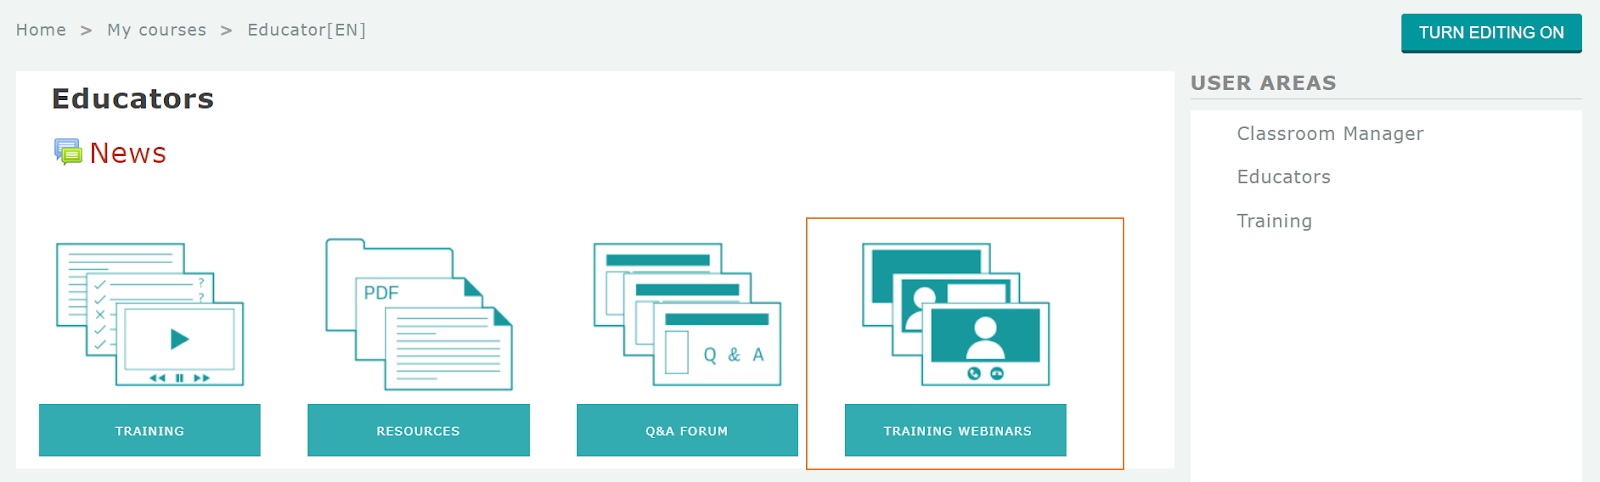 Home > My courses > Educator[EN]
TURN EDITING ON
Educators
News
USER AREAS
Classroom Manager
Educators
Training
?
?
PDF
Q & A
TRAINING
RESOURCES
Q&A FORUM
TRAINING WEBINARS